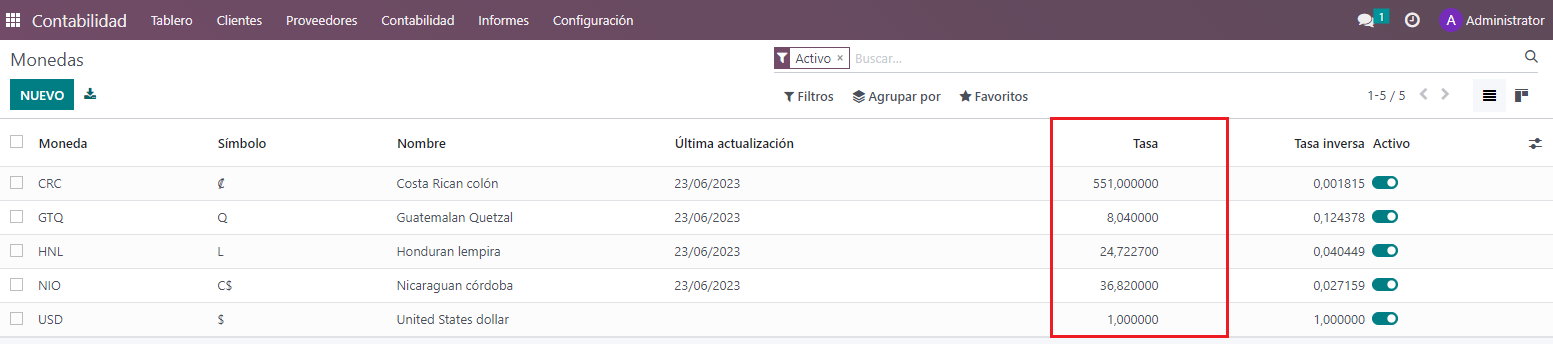 Contabilidad Tablero Clientes Proveedores Contabilidad Informes Configuración 1 A Administrator
Monedas Activo × Buscar...
NUEVO Filtros Agrupar por Favoritos 1-5 / 5
Moneda Símbolo Nombre Última actualización Tasa Tasa inversa Activo
CRC ₡ Costa Rican colón 23/06/2023 551,000000 0,001815
GTQ Q Guatemalan Quetzal 23/06/2023 8,040000 0,124378
HNL L Honduran lempira 23/06/2023 24,722700 0,040449
NIO C$ Nicaraguan córdoba 23/06/2023 36,820000 0,027159
USD $ United States dollar 1,000000 1,000000